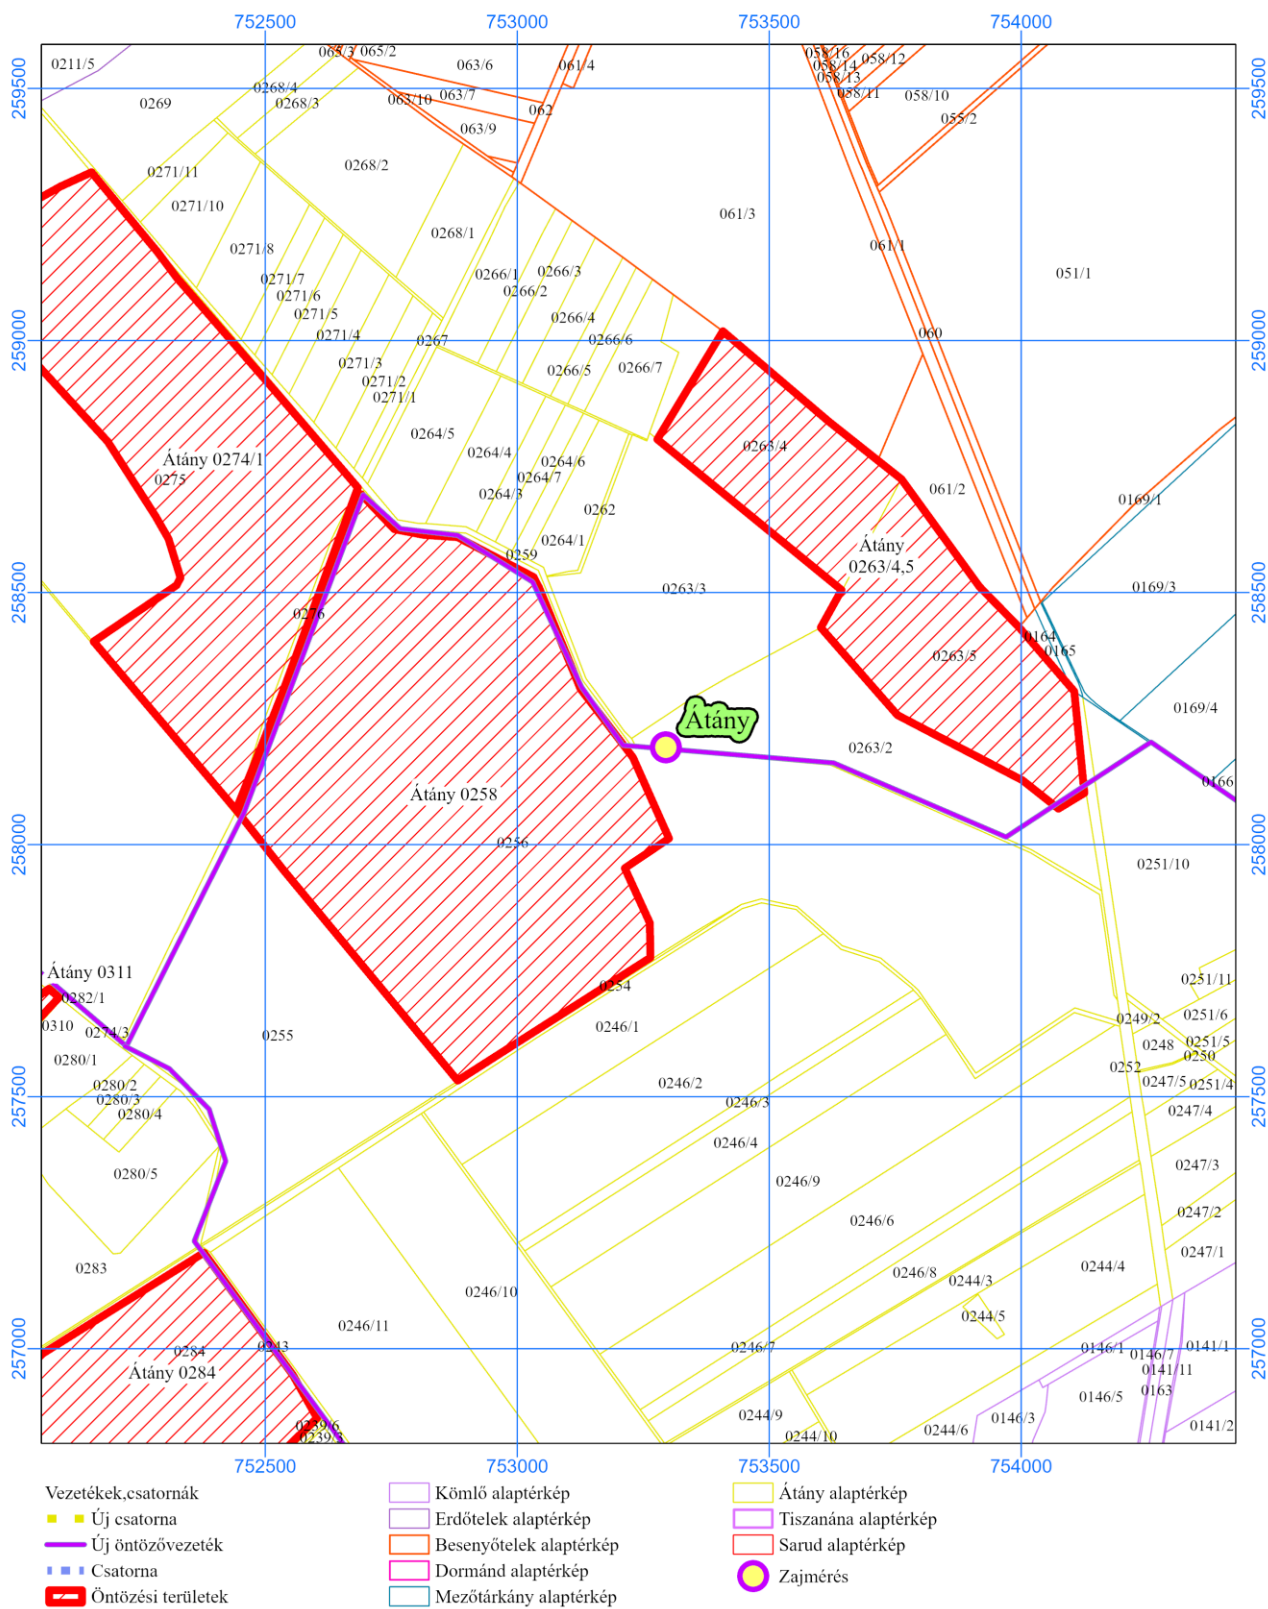 752500 753000 753500 754000
065/3 065/2 058/16
0211/5 063/6 061/4 058/14 058/12
058/13
259500 0268/4 063/7 058/11 058/10 259500
0269 0268/3 063/10 062
063/9 055/2
0268/2
0271/11
0271/10 061/3
0268/1
0271/8 061/1
0266/1 0266/3 051/1
0271/7 0266/2
0271/6
0271/5 0266/4
0271/4 060
259000 0267 0266/6 259000
0271/3 0266/5 0266/7
0271/2
0271/1
0264/5 0263/4
Átány 0274/1 0264/4 0264/6
0275 0264/7
0264/3 061/2 0169/1
0262
0264/1 Átány
0259 0263/4,5
258500 0263/3 0169/3 258500
0276
0164
0263/5 0165
0169/4
Átány
0263/2
0166
Átány 0258
258000 0256 258000
0251/10
Átány 0311
0251/11
0282/1 0254
0310 0249/2 0251/6
0274/3 0255 0246/1
0248 0251/5
0280/1 0250
0252
0280/2 0246/2 0247/5 0251/4
257500 0280/3 0246/3 257500
0280/4 0247/4
0246/4
0280/5 0246/9 0247/3
0246/6 0247/2
0247/1
0283 0246/8 0244/3 0244/4
0246/10
0244/5
0246/11
257000 0284 0243 0246/7 0146/1 0141/1 257000
0146/7
Átány 0284 0141/11
0146/5 0163
0244/9 0146/3
0239/6 0244/6 0141/2
0239/3 0244/10
752500 753000 753500 754000
Vezetékek,csatornák
Új csatorna
Új öntözővezeték
Csatorna
Öntözési területek
Kömlő alaptérkép
Erdőtelek alaptérkép
Besenyőtelek alaptérkép
Dormánd alaptérkép
Mezőtárkány alaptérkép
Átány alaptérkép
Tiszanána alaptérkép
Sarud alaptérkép
Zajmérés